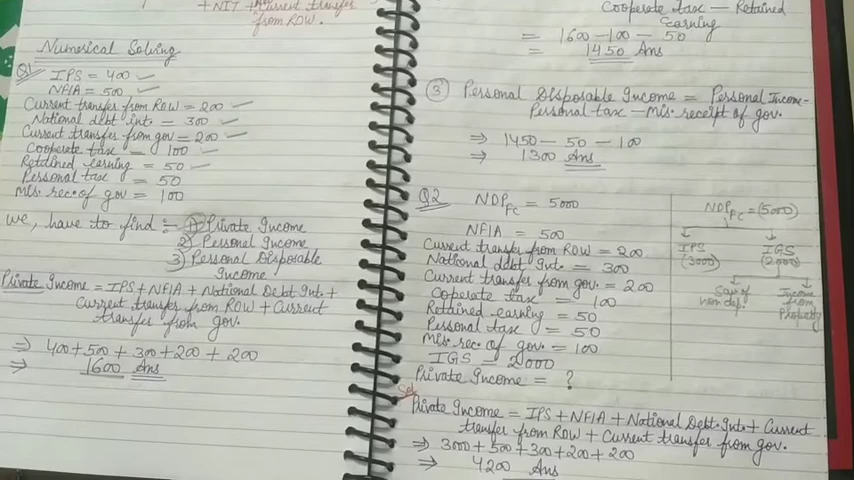 + NIT + Current transfer
from ROW.
Numerical Solving
Q1 IPS = 400
NFIA = 500
Current transfer from ROW = 200
National debt int. = 300
Current transfer from gov = 200
Cooperate tax = 100
Retained earning = 50
Personal tax = 50
Mis. rec. of gov = 100
we, have to find :- 1) Private Income
2) Personal Income
3) Personal Disposable
Income
Private Income = IPS + NFIA + National Debt Int. +
Current transfer from ROW + Current
transfer from gov.
⇒ 400 + 500 + 300 + 200 + 200
⇒ 1600 Ans
Cooperate tax – Retained
earning
= 1600 – 100 – 50
= 1450 Ans
③ Personal Disposable Income = Personal Income –
Personal tax – Mis. receipt of gov.
⇒ 1450 – 50 – 100
⇒ 1300 Ans
Q2 NDPFC = 5000
NFIA = 500
Current transfer from ROW = 200
National debt Int. = 300
Current transfer from gov. = 200
Coperate tax = 100
Retained earning = 50
Personal tax = 50
Mis. rec. of gov = 100
IGS = 2000
Private Income = ?
NDPFC = (5000)
IPS IGS
(3000) (2000)
Sav. of Income
non dep. from
Property
Sol.
Private Income = IPS + NFIA + National Debt. Int. + Current
transfer from ROW + Current transfer from gov.
⇒ 3000 + 500 + 300 + 200 + 200
⇒ 4200 Ans